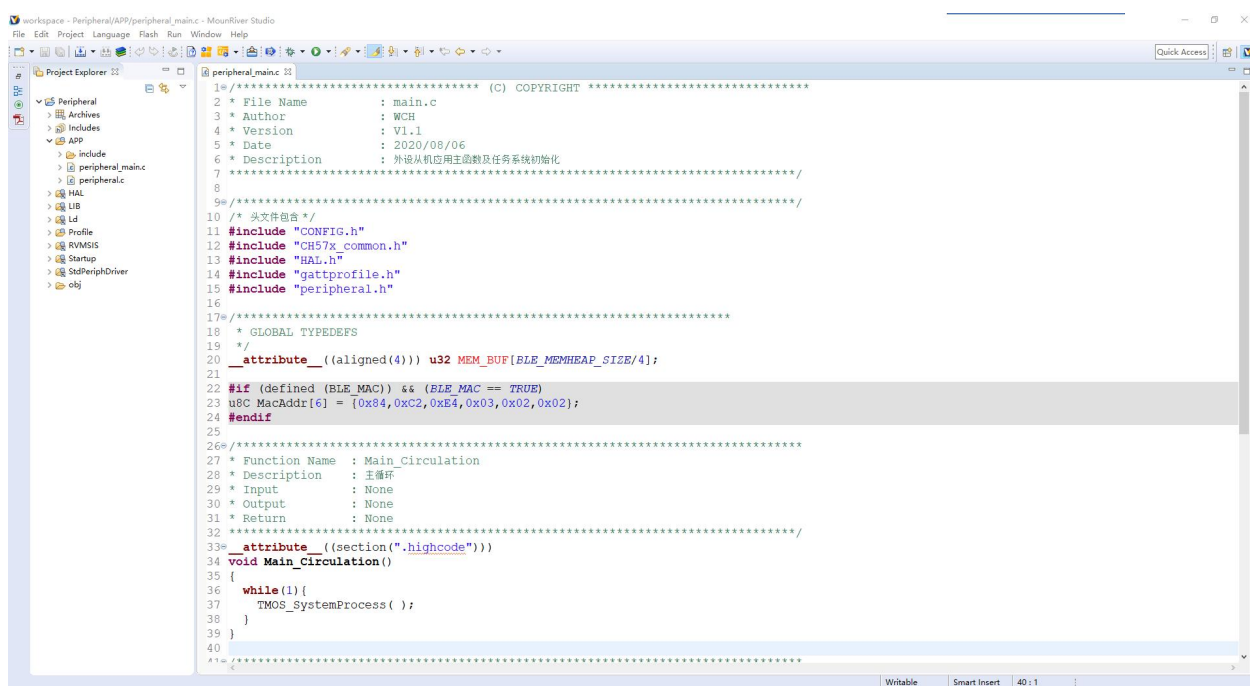 workspace - Peripheral/APP/peripheral_main.c - MounRiver Studio
File Edit Project Language Flash Run Window Help
Quick Access
Project Explorer
Peripheral
Archives
Includes
APP
include
peripheral_main.c
peripheral.c
HAL
LIB
Ld
Profile
RVMSIS
Startup
StdPeriphDriver
obj
peripheral_main.c
1 /********************************* (C) COPYRIGHT *******************************
2 * File Name : main.c
3 * Author : WCH
4 * Version : V1.1
5 * Date : 2020/08/06
6 * Description : 外设从机应用主函数及任务系统初始化
7 *******************************************************************************/
8
9 /******************************************************************************/
10 /* 头文件包含 */
11 #include "CONFIG.h"
12 #include "CH57x_common.h"
13 #include "HAL.h"
14 #include "gattprofile.h"
15 #include "peripheral.h"
16
17 /*********************************************************************
18 * GLOBAL TYPEDEFS
19 */
20 __attribute__((aligned(4))) u32 MEM_BUF[BLE_MEMHEAP_SIZE/4];
21
22 #if (defined (BLE_MAC)) && (BLE_MAC == TRUE)
23 u8C MacAddr[6] = {0x84,0xC2,0xE4,0x03,0x02,0x02};
24 #endif
25
26 /*******************************************************************************
27 * Function Name : Main_Circulation
28 * Description : 主循环
29 * Input : None
30 * Output : None
31 * Return : None
32 *******************************************************************************/
33 __attribute__((section(".highcode")))
34 void Main_Circulation()
35 {
36 while(1){
37 TMOS_SystemProcess( );
38 }
39 }
40
41 /*******************************************************************************
Writable Smart Insert 40 : 1